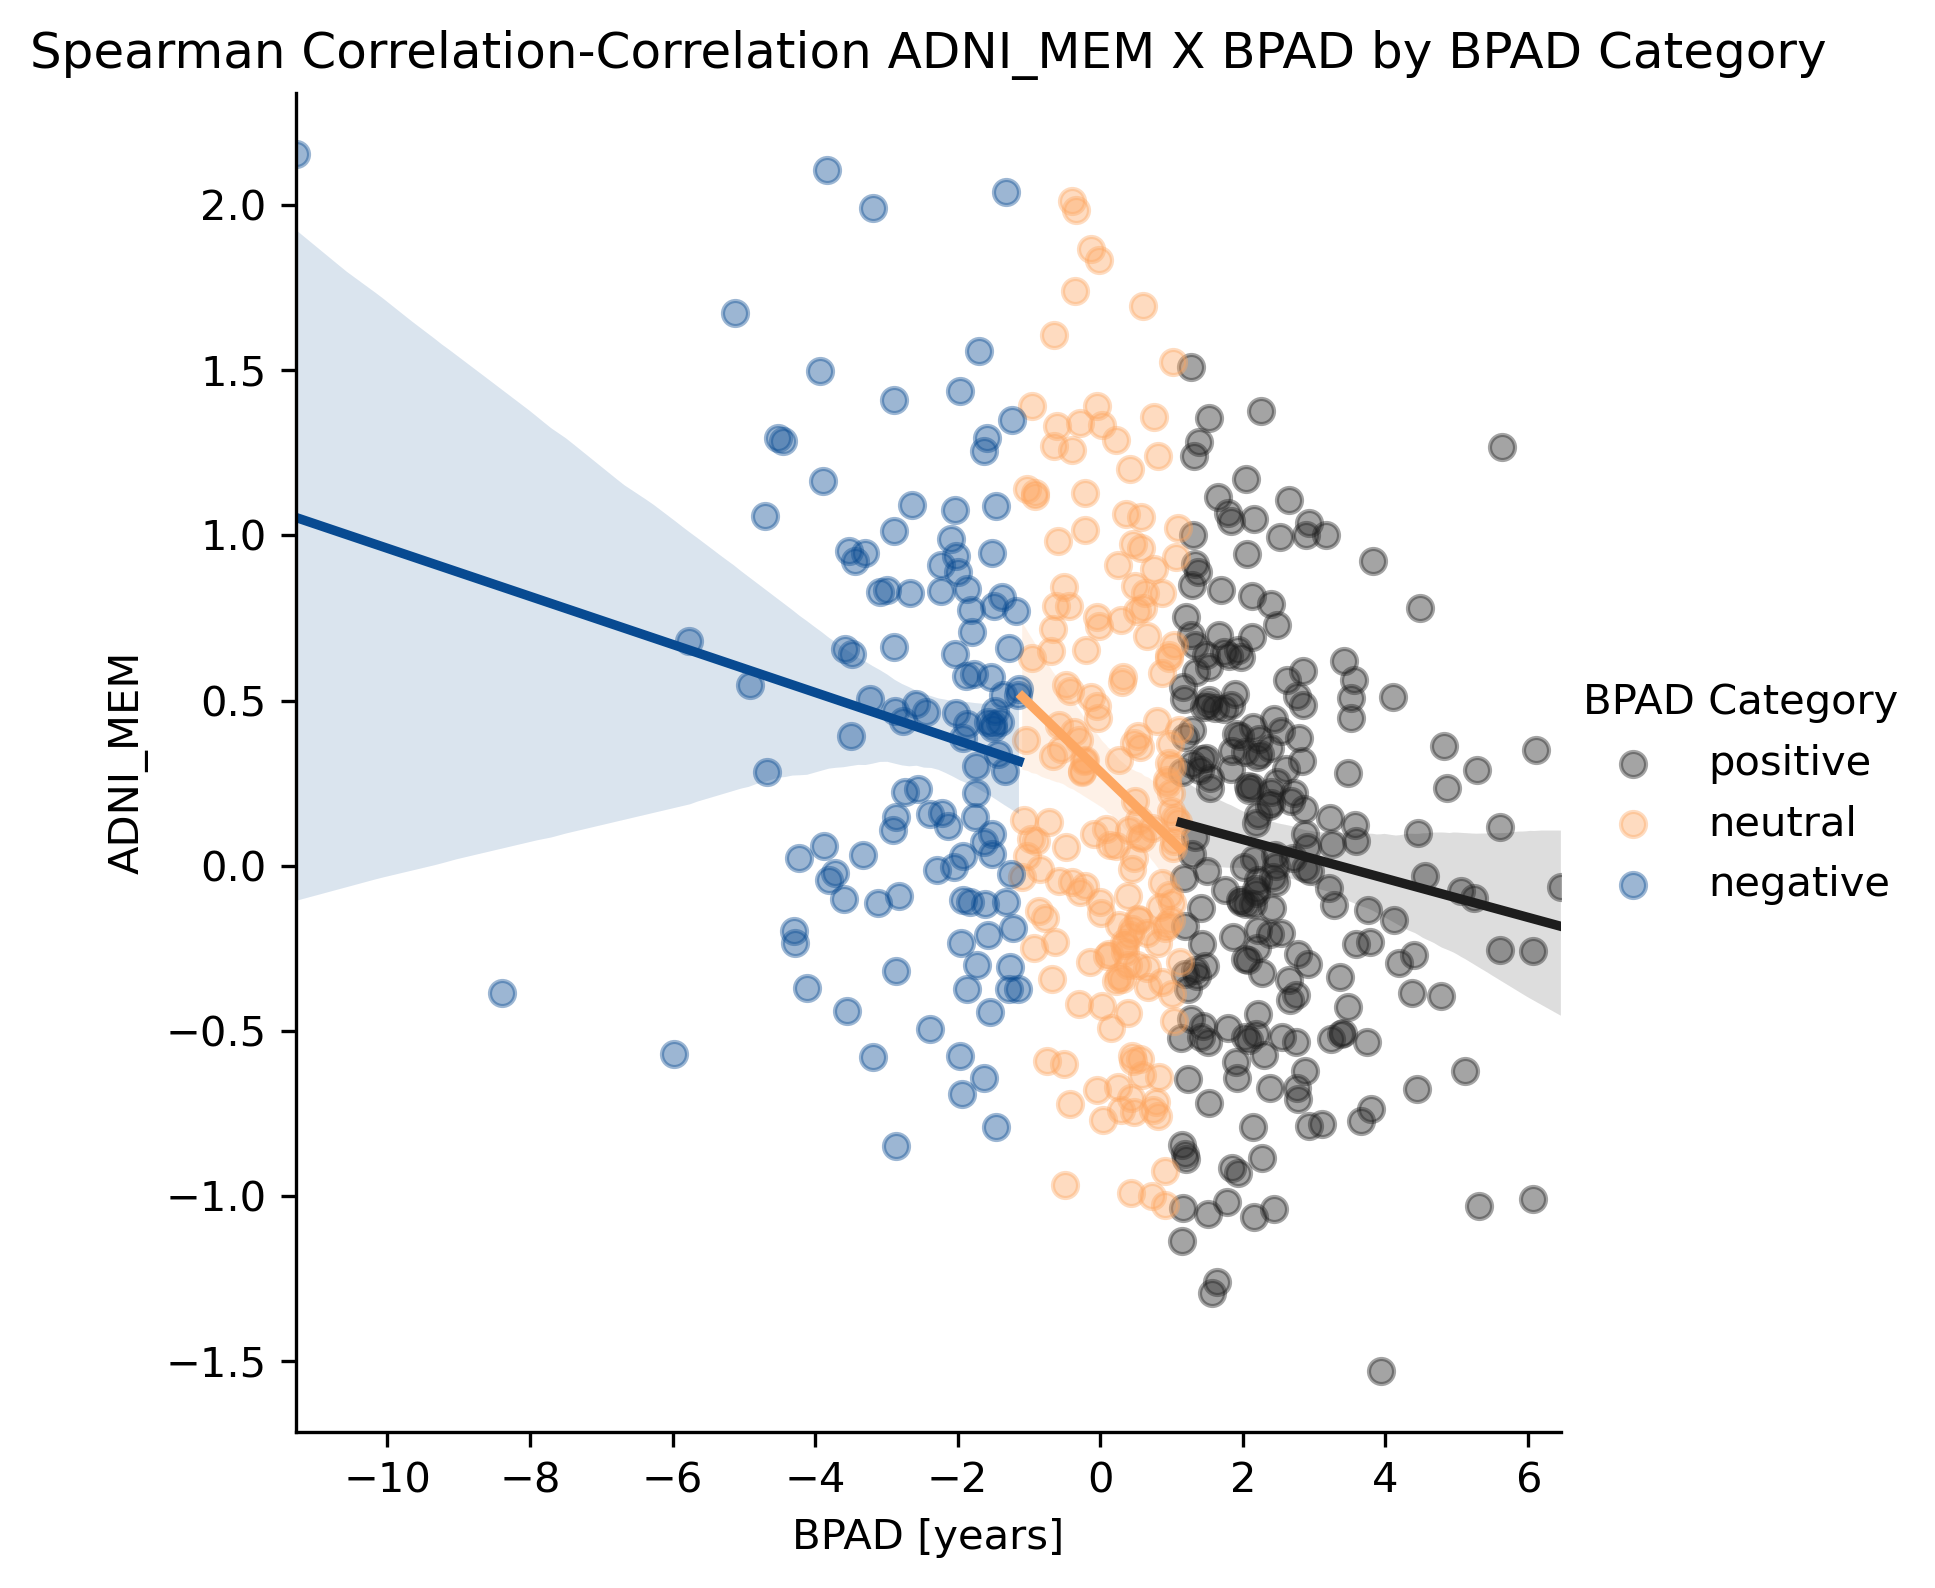 Spearman Correlation-Correlation ADNI_MEM X BPAD by BPAD Category
2.0
1.5
1.0
0.5
0.0
−0.5
−1.0
−1.5
ADNI_MEM
−10
−8
−6
−4
−2
0
2
4
6
BPAD [years]
BPAD Category
positive
neutral
negative